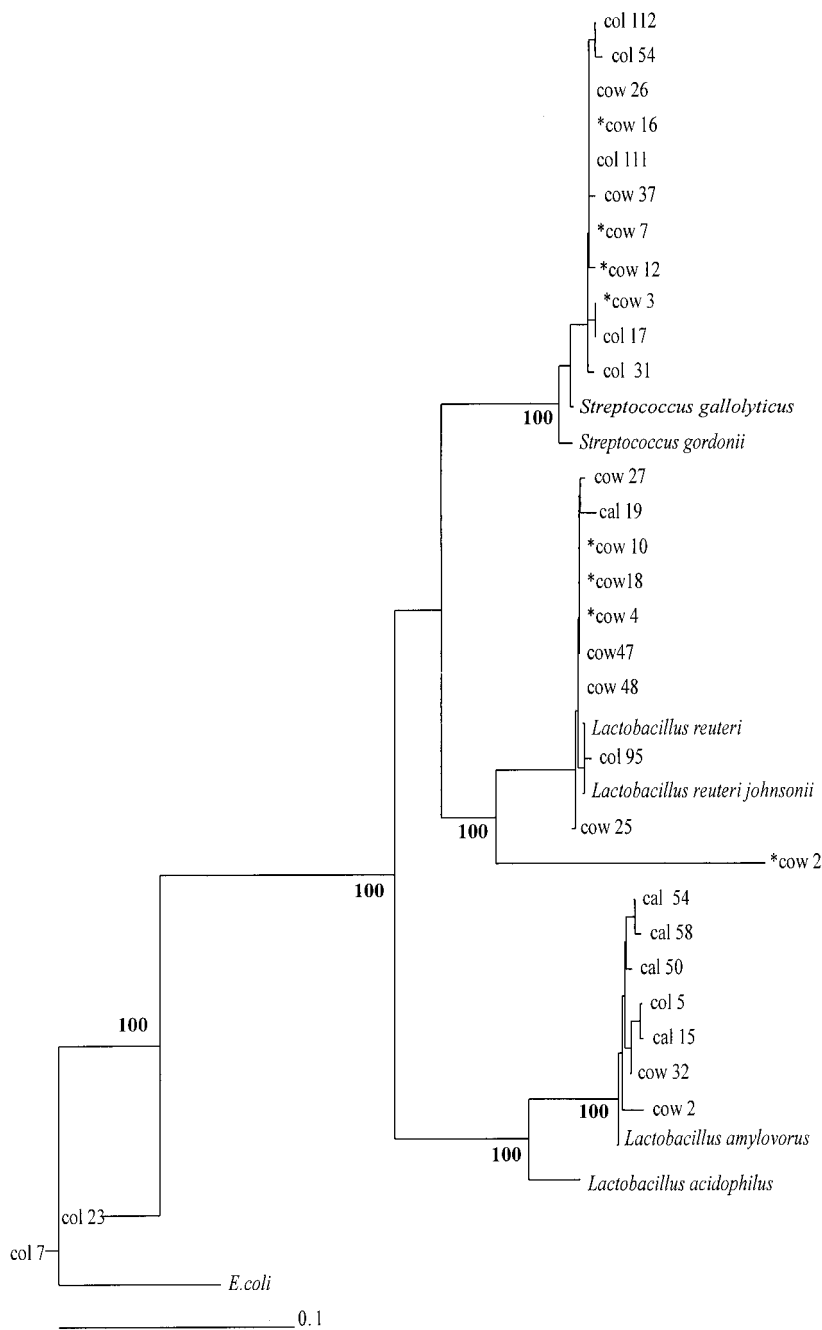 col 112
col 54
cow 26
*cow 16
col 111
cow 37
*cow 7
*cow 12
*cow 3
col 17
col 31
Streptococcus gallolyticus
100
Streptococcus gordonii
cow 27
cal 19
*cow 10
*cow18
*cow 4
cow47
cow 48
Lactobacillus reuteri
col 95
Lactobacillus reuteri johnsonii
cow 25
100
*cow 2
100
cal 54
cal 58
cal 50
col 5
cal 15
100
cow 32
cow 2
100
Lactobacillus amylovorus
100
Lactobacillus acidophilus
col 23
col 7
E.coli
0.1